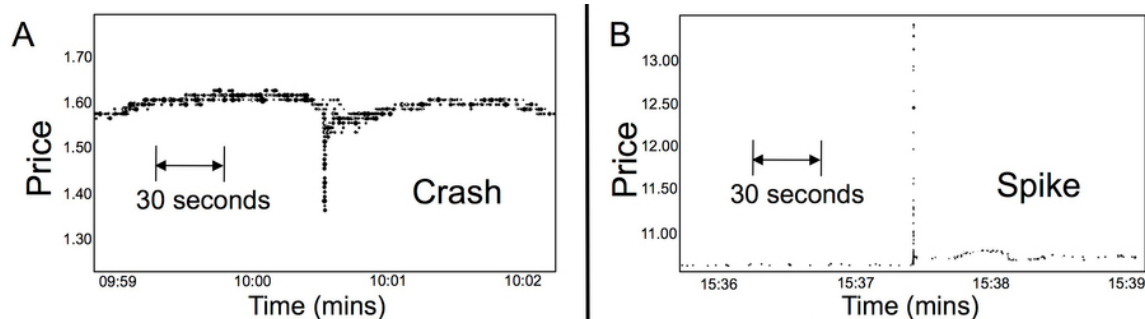 A
Price
1.70
1.60
1.50
1.40
1.30
30 seconds
Crash
09:59 10:00 10:01 10:02
Time (mins)
B
Price
13.00
12.50
12.00
11.50
11.00
30 seconds
Spike
15:36 15:37 15:38 15:39
Time (mins)